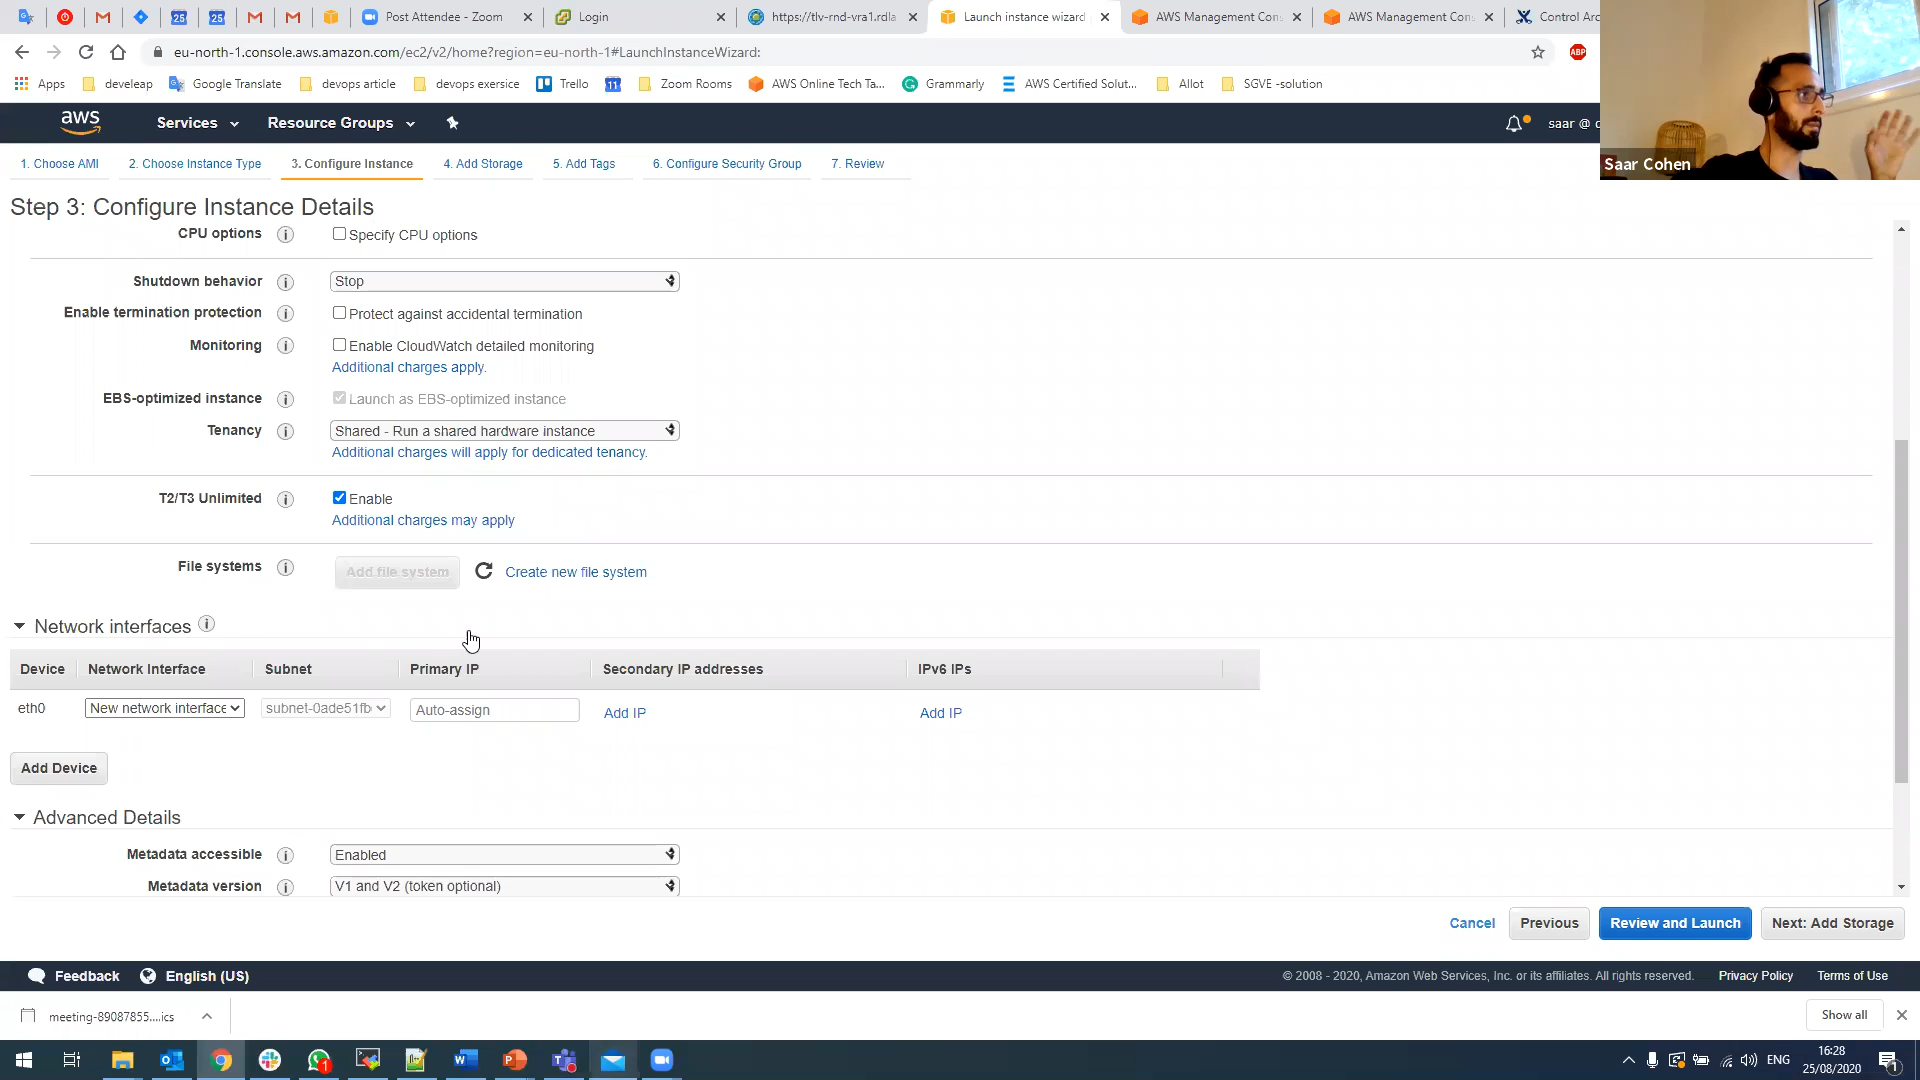 Post Attendee - Zoom
Login
https://tlv-rnd-vra1.rdla
Launch instance wizard
AWS Management Con
AWS Management Con
Control Arc
eu-north-1.console.aws.amazon.com/ec2/v2/home?region=eu-north-1#LaunchInstanceWizard:
ABP
Apps
develeap
Google Translate
devops article
devops exersice
Trello
11
Zoom Rooms
AWS Online Tech Ta...
Grammarly
AWS Certified Solut...
Allot
SGVE -solution
aws
Services
Resource Groups
saar @
Saar Cohen
1. Choose AMI
2. Choose Instance Type
3. Configure Instance
4. Add Storage
5. Add Tags
6. Configure Security Group
7. Review
Step 3: Configure Instance Details
CPU options
Specify CPU options
Shutdown behavior
Stop
Enable termination protection
Protect against accidental termination
Monitoring
Enable CloudWatch detailed monitoring
Additional charges apply.
EBS-optimized instance
Launch as EBS-optimized instance
Tenancy
Shared - Run a shared hardware instance
Additional charges will apply for dedicated tenancy.
T2/T3 Unlimited
Enable
Additional charges may apply
File systems
Add file system
Create new file system
Network interfaces
Device
Network Interface
Subnet
Primary IP
Secondary IP addresses
IPv6 IPs
eth0
New network interface
subnet-0ade51fb
Auto-assign
Add IP
Add IP
Add Device
Advanced Details
Metadata accessible
Enabled
Metadata version
V1 and V2 (token optional)
Cancel
Previous
Review and Launch
Next: Add Storage
Feedback
English (US)
© 2008 - 2020, Amazon Web Services, Inc. or its affiliates. All rights reserved.
Privacy Policy
Terms of Use
meeting-89087855....ics
Show all
ENG
16:28
25/08/2020